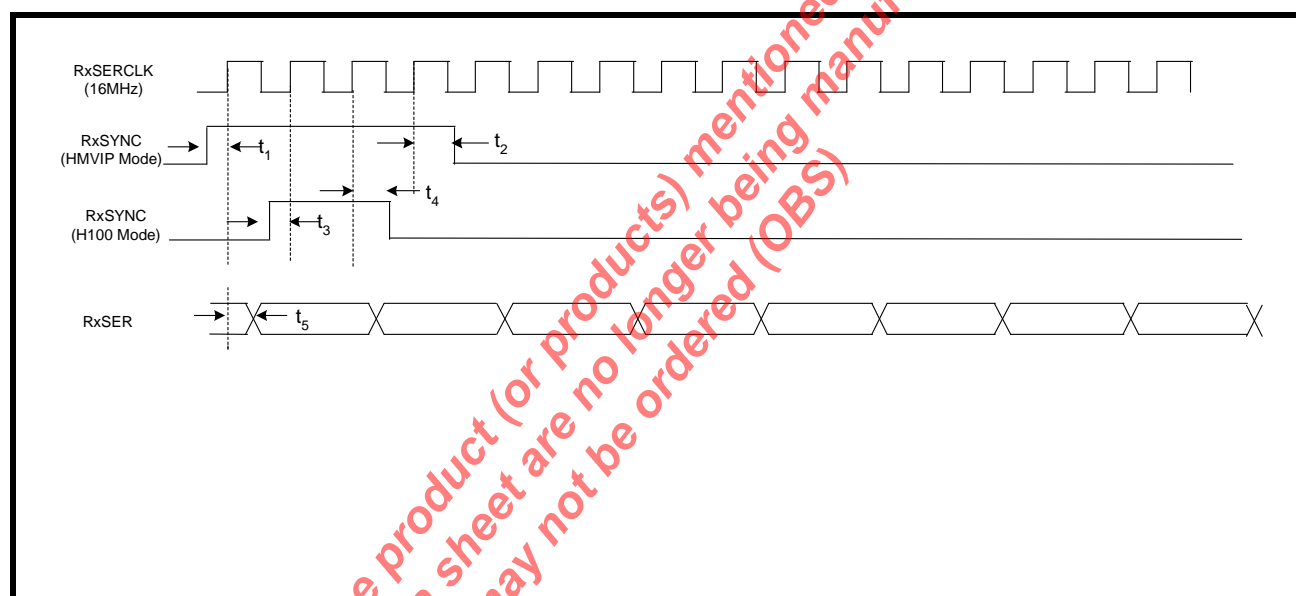 RxSERCLK
(16MHz)
RxSYNC
(HMVIP Mode)
t1
t2
RxSYNC
(H100 Mode)
t3
t4
RxSER
t5
product (or products) mentioned
sheet are no longer being
may not be ordered (OBS)